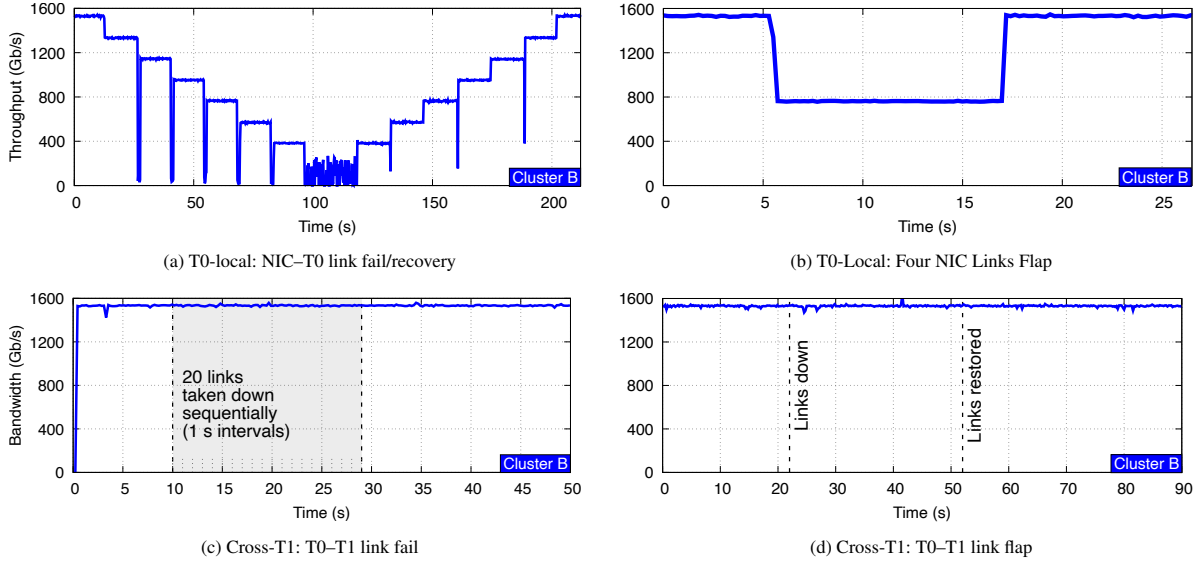 1600
1200
800
400
0
Throughput (Gb/s)
0 50 100 150 200
Time (s)
Cluster B
(a) T0-local: NIC–T0 link fail/recovery
1600
1200
800
400
0
0 5 10 15 20 25
Time (s)
Cluster B
(b) T0-Local: Four NIC Links Flap
1600
1200
800
400
0
Bandwidth (Gb/s)
20 links
taken down
sequentially
(1 s intervals)
0 5 10 15 20 25 30 35 40 45 50
Time (s)
Cluster B
(c) Cross-T1: T0–T1 link fail
1600
1200
800
400
0
Links down
Links restored
0 10 20 30 40 50 60 70 80 90
Time (s)
Cluster B
(d) Cross-T1: T0–T1 link flap